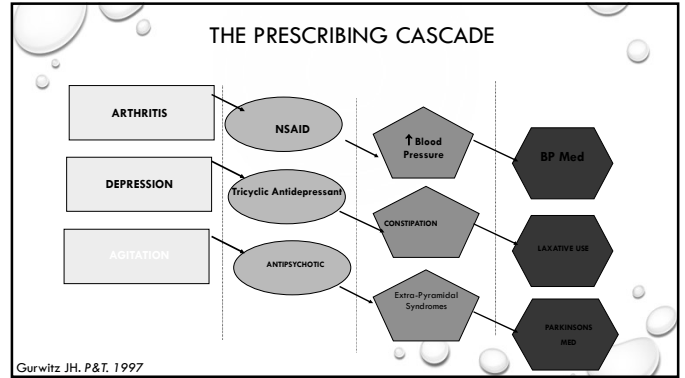 THE PRESCRIBING CASCADE
ARTHRITIS
NSAID
↑ Blood
Pressure
BP Med
DEPRESSION
Tricyclic Antidepressant
CONSTIPATION
LAXATIVE USE
AGITATION
ANTIPSYCHOTIC
Extra-Pyramidal
Syndromes
PARKINSONS
MED
Gurwitz JH. P&T. 1997